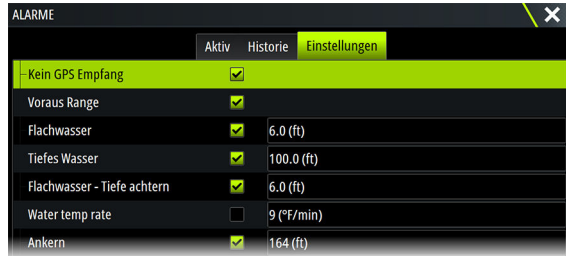 ALARME
Aktiv Historie Einstellungen
Kein GPS Empfang
Voraus Range
Flachwasser 6.0 (ft)
Tiefes Wasser 100.0 (ft)
Flachwasser - Tiefe achtern 6.0 (ft)
Water temp rate 9 (°F/min)
Ankern 164 (ft)